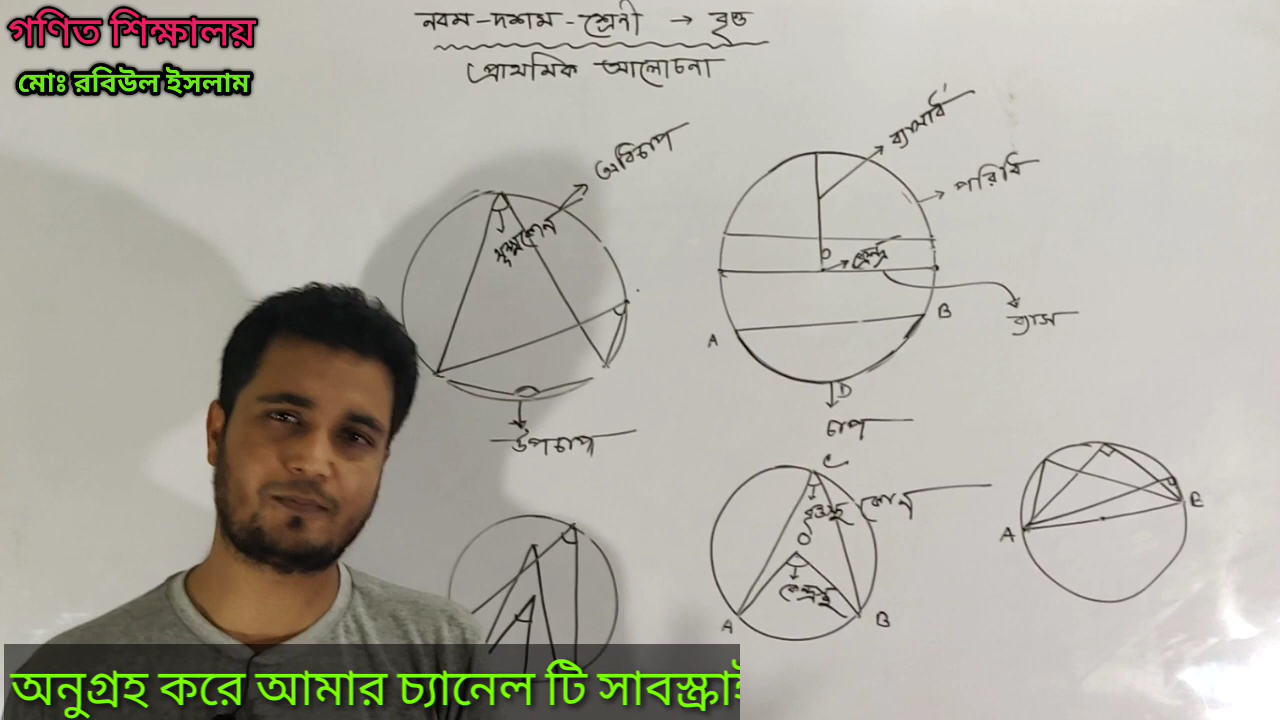 গণিত শিক্ষালয়
মোঃ রবিউল ইসলাম
নবম-দশম-শ্রেনী → বৃত্ত
প্রাথমিক আলোচনা
অধিচাপ
সূক্ষ্মকোন
উপচাপ
ব্যাসার্ধ
পরিধি
O
কেন্দ্র
ব্যাস
A
B
D
চাপ
C
বৃত্তস্থ কোন
O
কেন্দ্রস্থ
A
B
A
B
অনুগ্রহ করে আমার চ্যানেল টি সাবস্ক্রাই